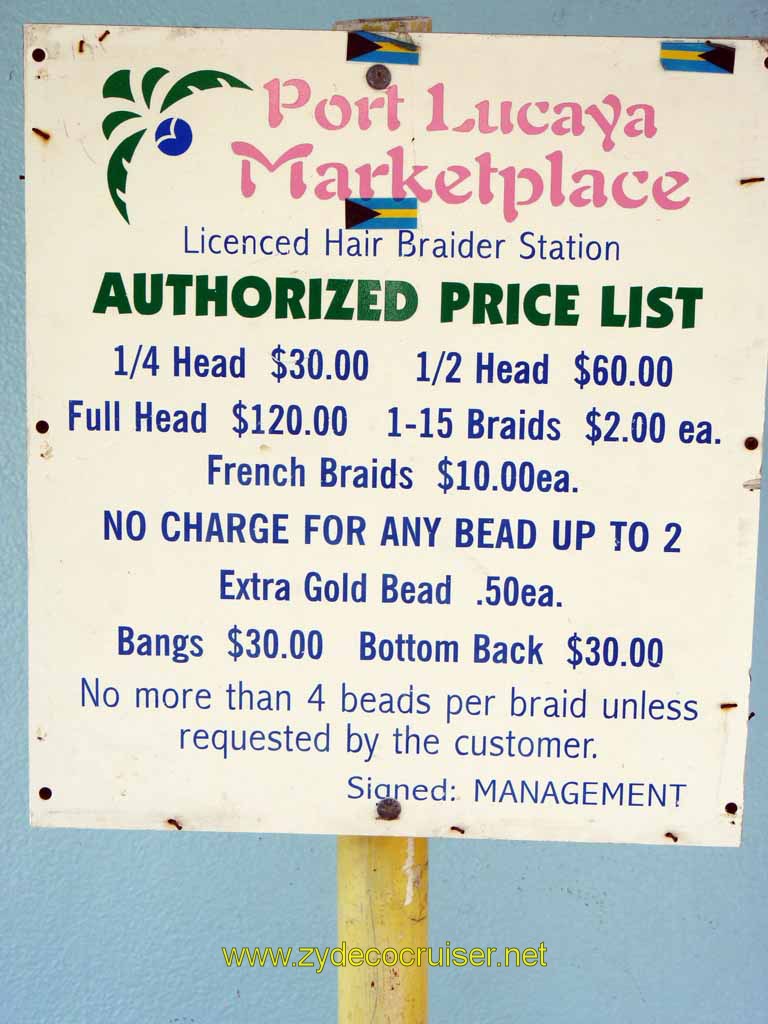 Port Lucaya
Marketplace
Licenced Hair Braider Station
AUTHORIZED PRICE LIST
1/4 Head $30.00 1/2 Head $60.00
Full Head $120.00 1-15 Braids $2.00 ea.
French Braids $10.00ea.
NO CHARGE FOR ANY BEAD UP TO 2
Extra Gold Bead .50ea.
Bangs $30.00 Bottom Back $30.00
No more than 4 beads per braid unless
requested by the customer.
Signed: MANAGEMENT
www.zydecocruiser.net